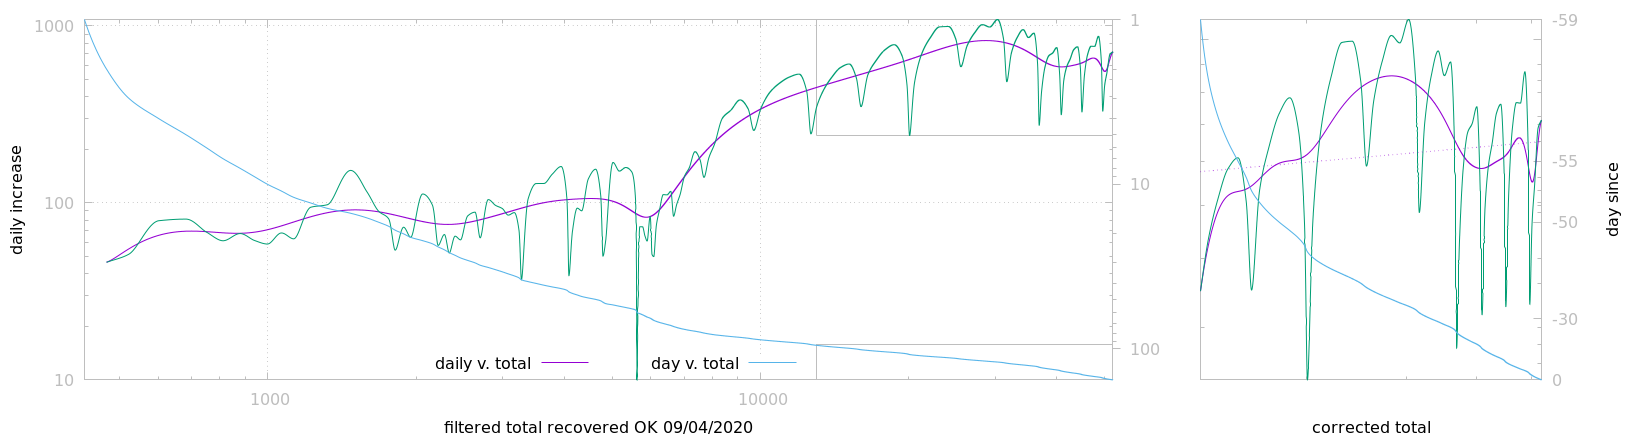 1000
100
10
daily increase
1000
10000
daily v. total
day v. total
filtered total recovered OK 09/04/2020
1
10
100
-59
-55
-50
-30
0
day since
corrected total